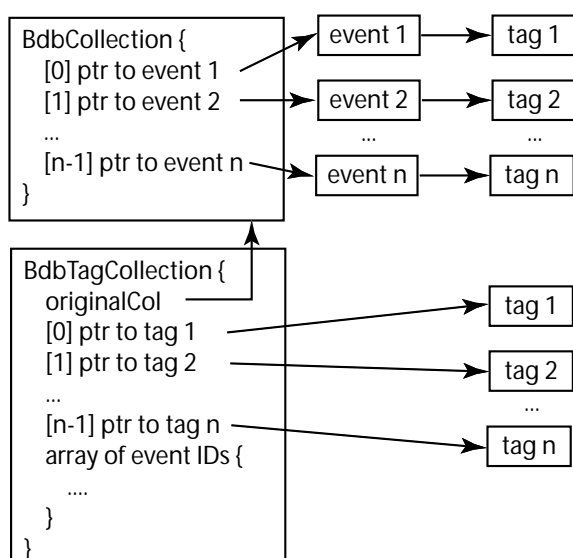 BdbCollection {
[0] ptr to event 1
[1] ptr to event 2
...
[n-1] ptr to event n
}
event 1
tag 1
event 2
tag 2
...
...
event n
tag n
BdbTagCollection {
originalCol
[0] ptr to tag 1
[1] ptr to tag 2
...
[n-1] ptr to tag n
array of event IDs {
....
}
}
tag 1
tag 2
...
tag n